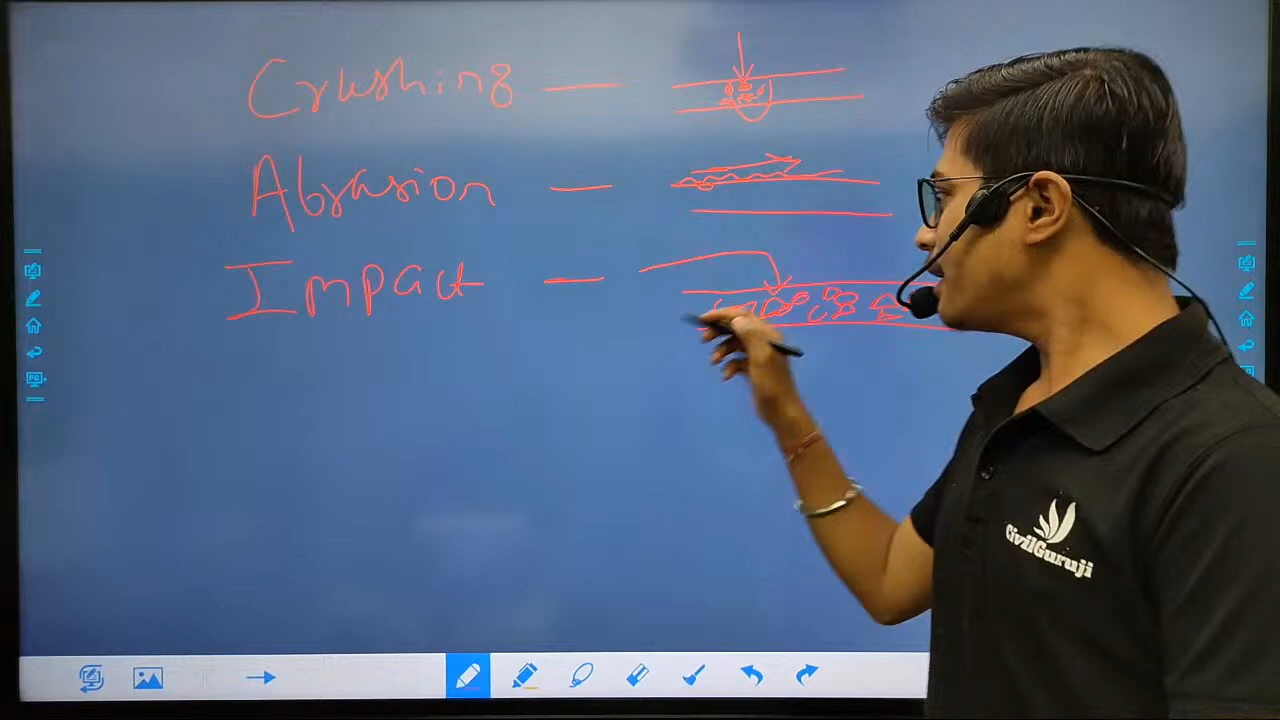 Crushing —
Abrasion —
Impact —
CivilGuruji